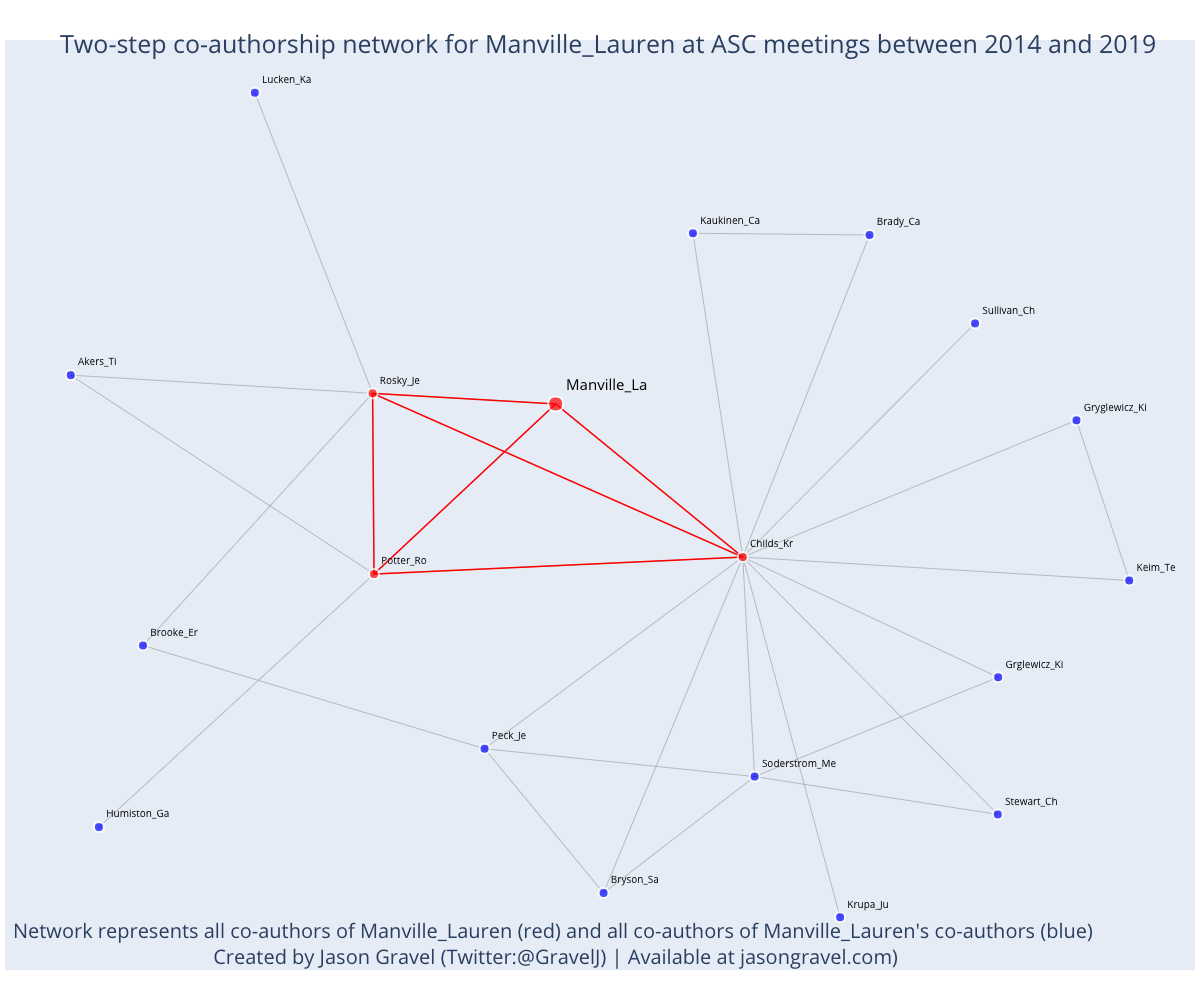 Two-step co-authorship network for Manville_Lauren at ASC meetings between 2014 and 2019
Lucken_Ka
Kaukinen_Ca
Brady_Ca
Sullivan_Ch
Akers_Ti
Rosky_Je
Manville_La
Gryglewicz_Ki
Childs_Kr
Potter_Ro
Keim_Te
Brooke_Er
Grglewicz_Ki
Peck_Je
Soderstrom_Me
Stewart_Ch
Humiston_Ga
Bryson_Sa
Krupa_Ju
Network represents all co-authors of Manville_Lauren (red) and all co-authors of Manville_Lauren's co-authors (blue)
Created by Jason Gravel (Twitter:@GravelJ) | Available at jasongravel.com)